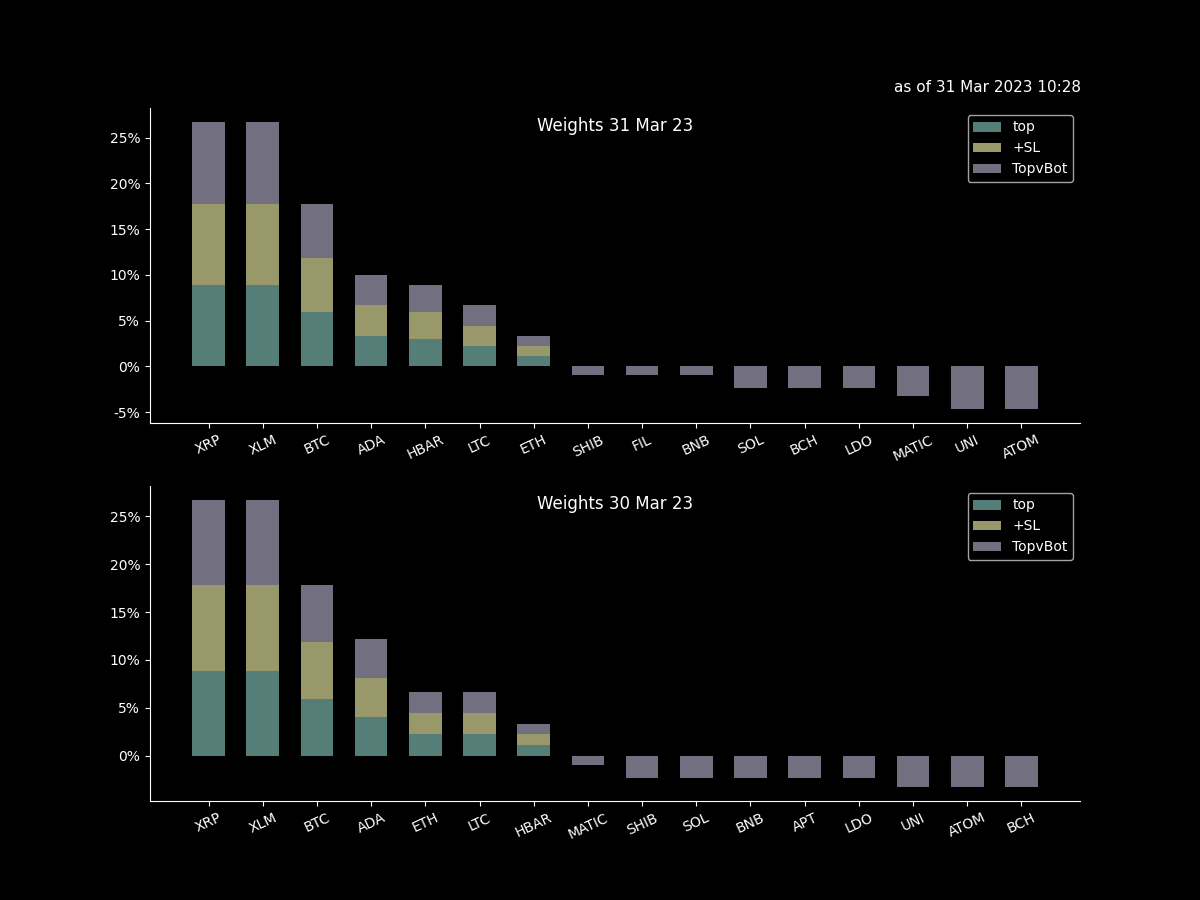 as of 31 Mar 2023 10:28
Weights 31 Mar 23
top
+SL
TopvBot
25%
20%
15%
10%
5%
0%
-5%
XRP XLM BTC ADA HBAR LTC ETH SHIB FIL BNB SOL BCH LDO MATIC UNI ATOM
Weights 30 Mar 23
top
+SL
TopvBot
25%
20%
15%
10%
5%
0%
XRP XLM BTC ADA ETH LTC HBAR MATIC SHIB SOL BNB APT LDO UNI ATOM BCH